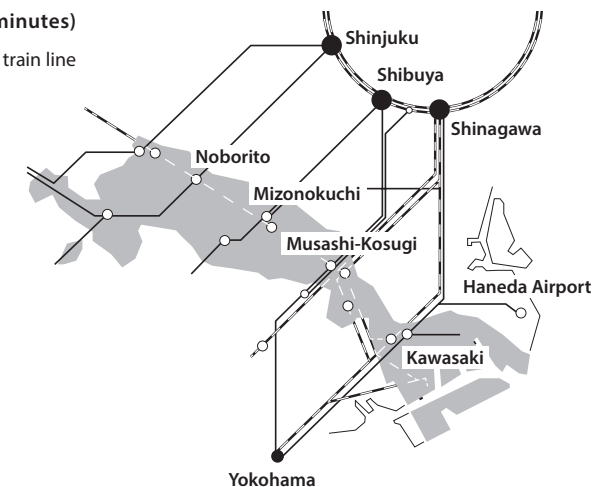 minutes)
train line
Shinjuku
Shibuya
Shinagawa
Noborito
Mizonokuchi
Musashi-Kosugi
Haneda Airport
Kawasaki
Yokohama